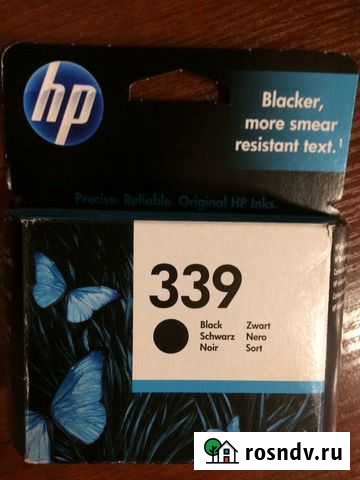 hp
Blacker,
more smear
resistant text.¹
Precise. Reliable. Original HP Inks.
339
Black Zwart
Schwarz Nero
Noir Sort
rosndv.ru